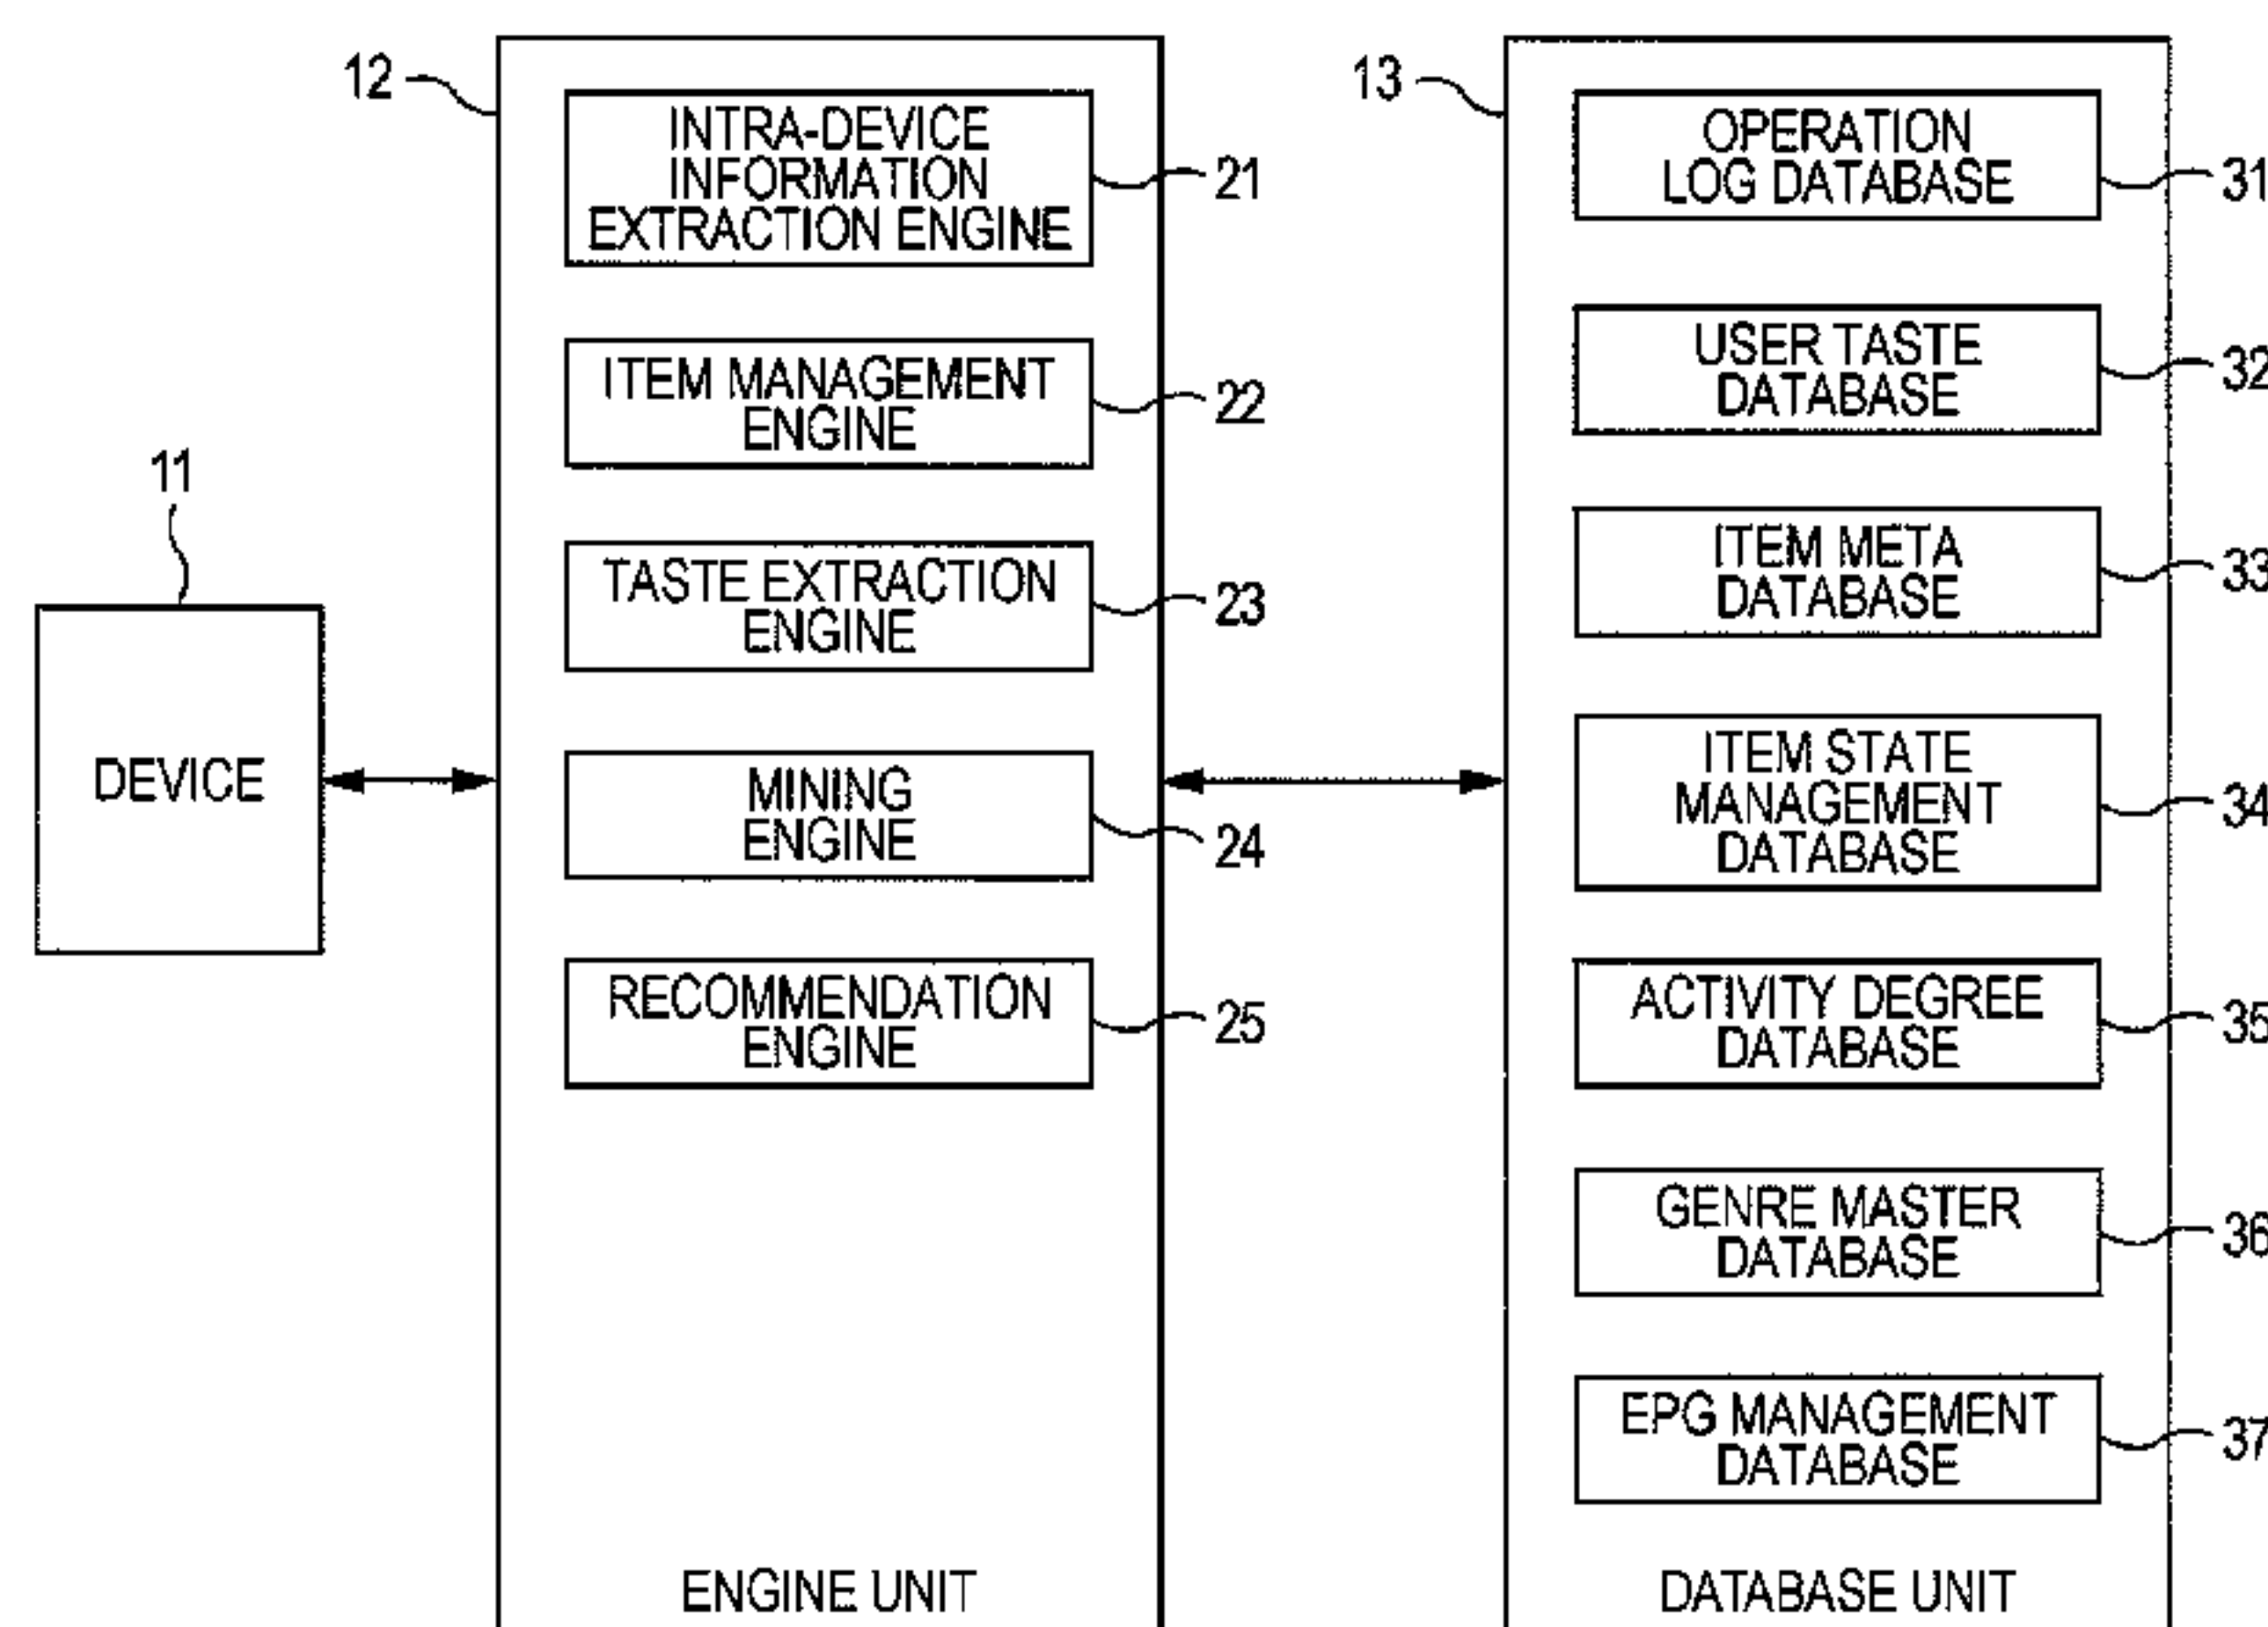 11
DEVICE
12
INTRA-DEVICE
INFORMATION
EXTRACTION ENGINE
21
ITEM MANAGEMENT
ENGINE
22
TASTE EXTRACTION
ENGINE
23
MINING
ENGINE
24
RECOMMENDATION
ENGINE
25
ENGINE UNIT
13
OPERATION
LOG DATABASE
31
USER TASTE
DATABASE
32
ITEM META
DATABASE
33
ITEM STATE
MANAGEMENT
DATABASE
34
ACTIVITY DEGREE
DATABASE
35
GENRE MASTER
DATABASE
36
EPG MANAGEMENT
DATABASE
37
DATABASE UNIT